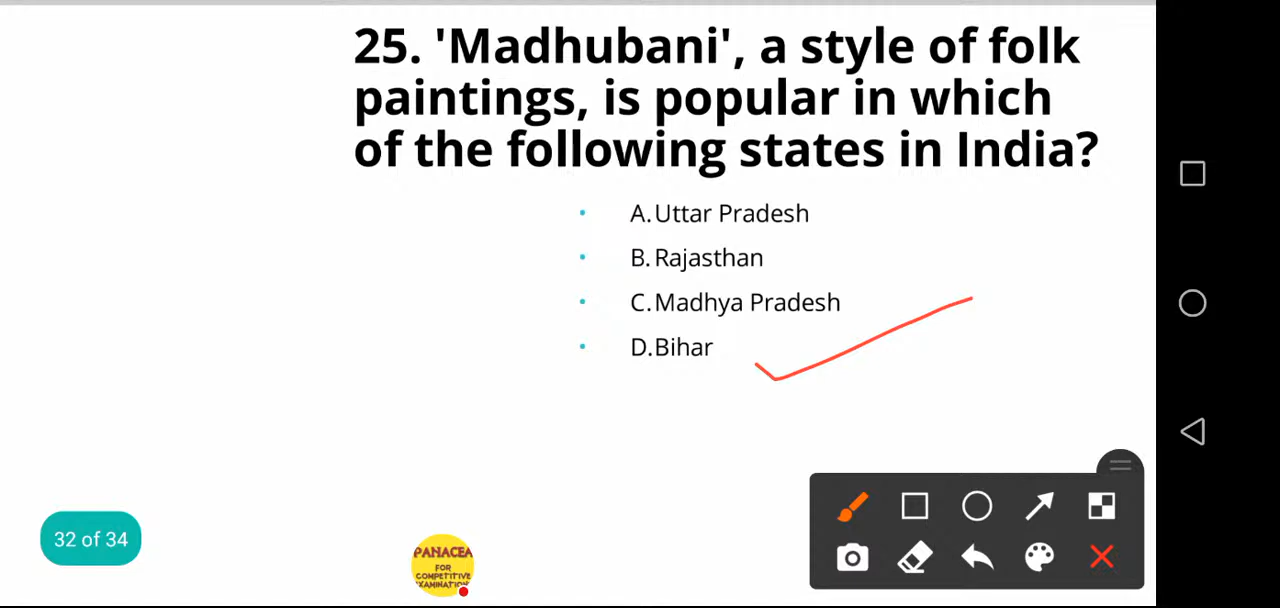 25. 'Madhubani', a style of folk
paintings, is popular in which
of the following states in India?
• A.Uttar Pradesh
• B.Rajasthan
• C.Madhya Pradesh
• D.Bihar
32 of 34
PANACEA
FOR
COMPETITIVE
EXAMINATION